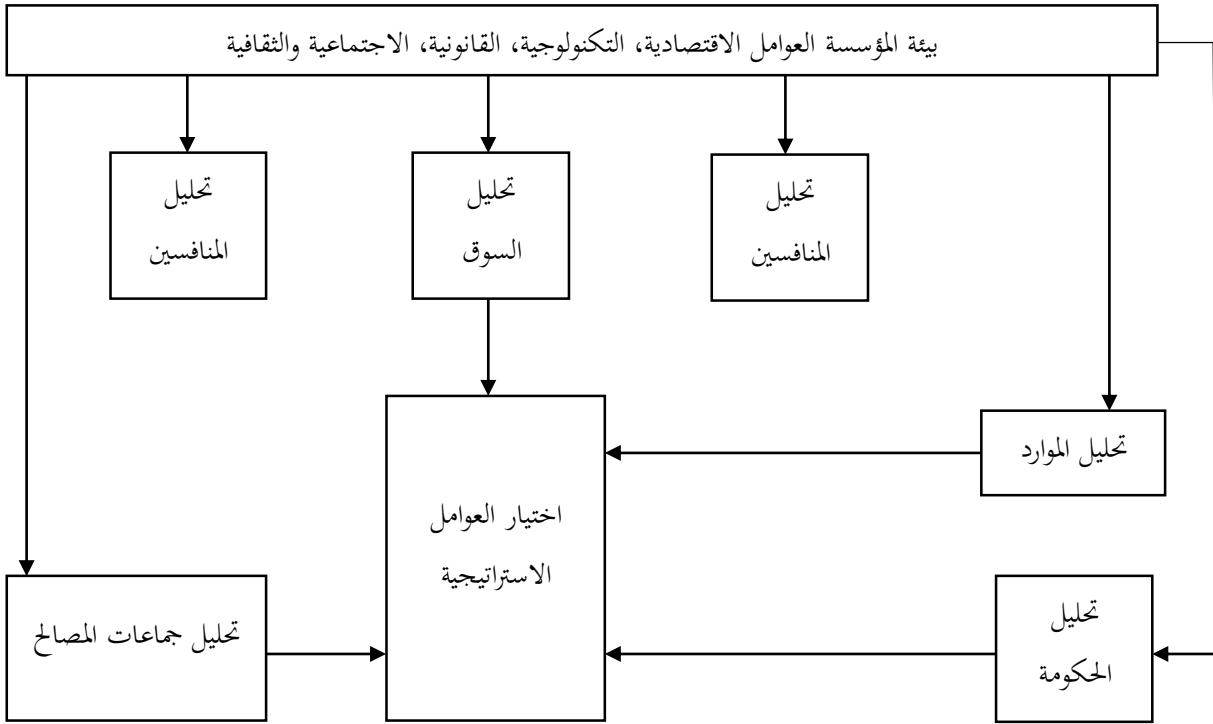 بيئة المؤسسة العوامل الاقتصادية، التكنولوجية، القانونية، الاجتماعية والثقافية
تحليل
المنافسين
تحليل
السوق
تحليل
المنافسين
تحليل الموارد
اختيار العوامل
الاستراتيجية
تحليل
الحكومة
تحليل جماعات المصالح